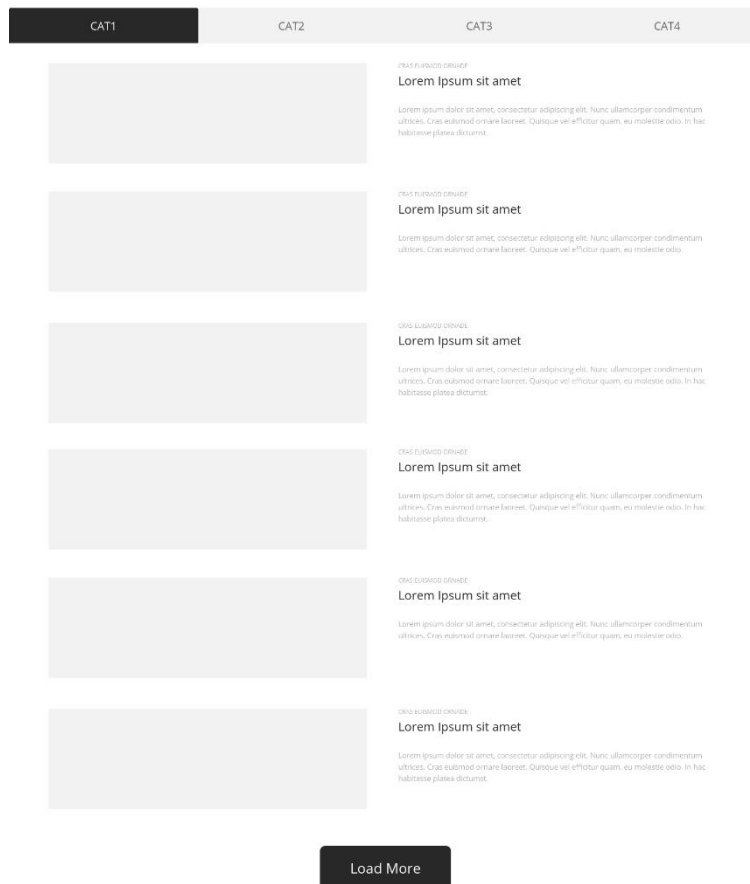 CAT1 CAT2 CAT3 CAT4
CRAS EUISMOD ORNADE
Lorem Ipsum sit amet
Lorem ipsum dolor sit amet, consectetur adipiscing elit. Nunc ullamcorper condimentum
ultrices. Cras euismod ornare laoreet. Quisque vel efficitur quam, eu molestie odio. In hac
habitasse platea dictumst.
CRAS EUISMOD ORNADE
Lorem Ipsum sit amet
Lorem ipsum dolor sit amet, consectetur adipiscing elit. Nunc ullamcorper condimentum
ultrices. Cras euismod ornare laoreet. Quisque vel efficitur quam, eu molestie odio.
CRAS EUISMOD ORNADE
Lorem Ipsum sit amet
Lorem ipsum dolor sit amet, consectetur adipiscing elit. Nunc ullamcorper condimentum
ultrices. Cras euismod ornare laoreet. Quisque vel efficitur quam, eu molestie odio. In hac
habitasse platea dictumst.
CRAS EUISMOD ORNADE
Lorem Ipsum sit amet
Lorem ipsum dolor sit amet, consectetur adipiscing elit. Nunc ullamcorper condimentum
ultrices. Cras euismod ornare laoreet. Quisque vel efficitur quam, eu molestie odio. In hac
habitasse platea dictumst.
CRAS EUISMOD ORNADE
Lorem Ipsum sit amet
Lorem ipsum dolor sit amet, consectetur adipiscing elit. Nunc ullamcorper condimentum
ultrices. Cras euismod ornare laoreet. Quisque vel efficitur quam, eu molestie odio.
CRAS EUISMOD ORNADE
Lorem Ipsum sit amet
Lorem ipsum dolor sit amet, consectetur adipiscing elit. Nunc ullamcorper condimentum
ultrices. Cras euismod ornare laoreet. Quisque vel efficitur quam, eu molestie odio. In hac
habitasse platea dictumst.
Load More